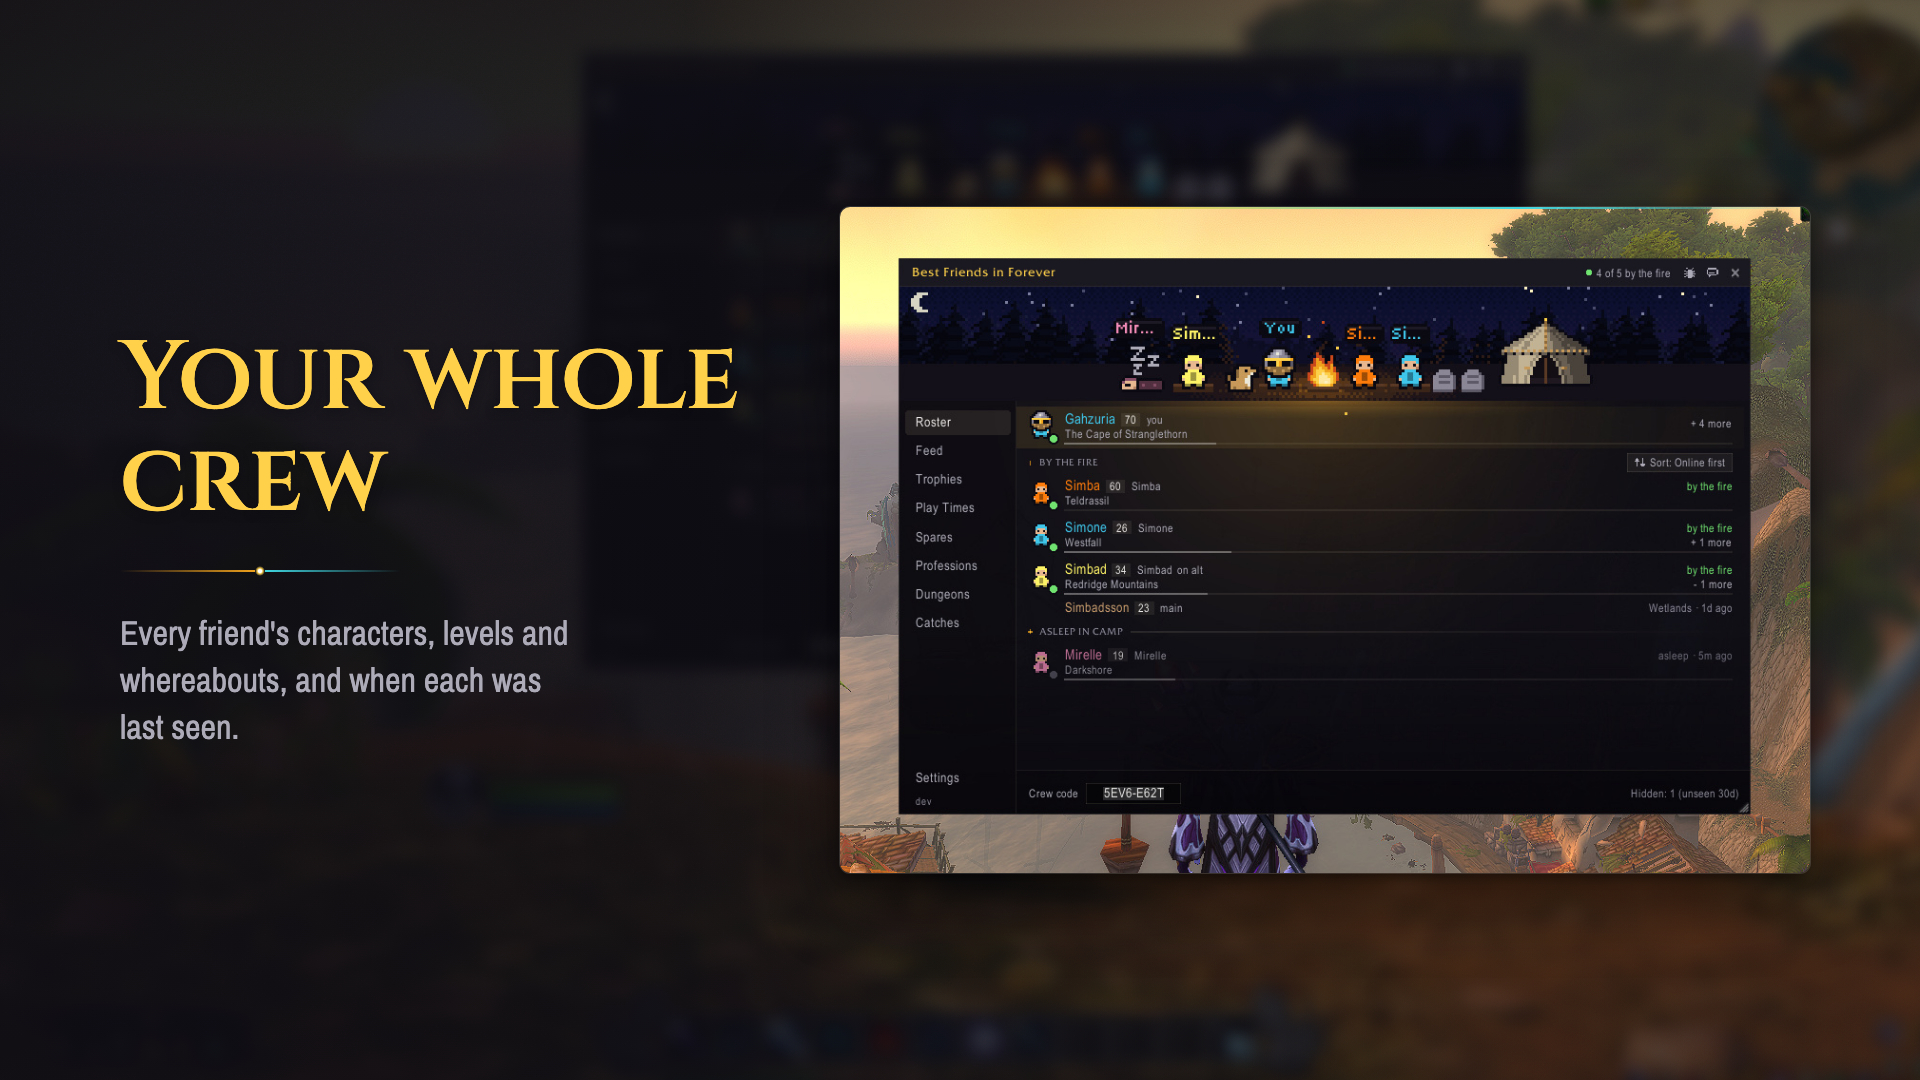 Your whole
crew
Every friend's characters, levels and
whereabouts, and when each was
last seen.
Best Friends in Forever
4 of 5 by the fire
Mir...
Sim...
You
Si...
Si...
Z z z
Roster
Feed
Trophies
Play Times
Spares
Professions
Dungeons
Catches
Settings
dev
Gahzuria 70 you
The Cape of Stranglethorn
+ 4 more
BY THE FIRE
Sort: Online first
Simba 60 Simba
by the fire
Teldrassil
Simone 26 Simone
by the fire
Westfall
+ 1 more
Simbad 34 Simbad on alt
by the fire
Redridge Mountains
- 1 more
Simbadsson 23 main
Wetlands · 1d ago
ASLEEP IN CAMP
Mirelle 19 Mirelle
asleep · 5m ago
Darkshore
Crew code 5EV6-E62T
Hidden: 1 (unseen 30d)